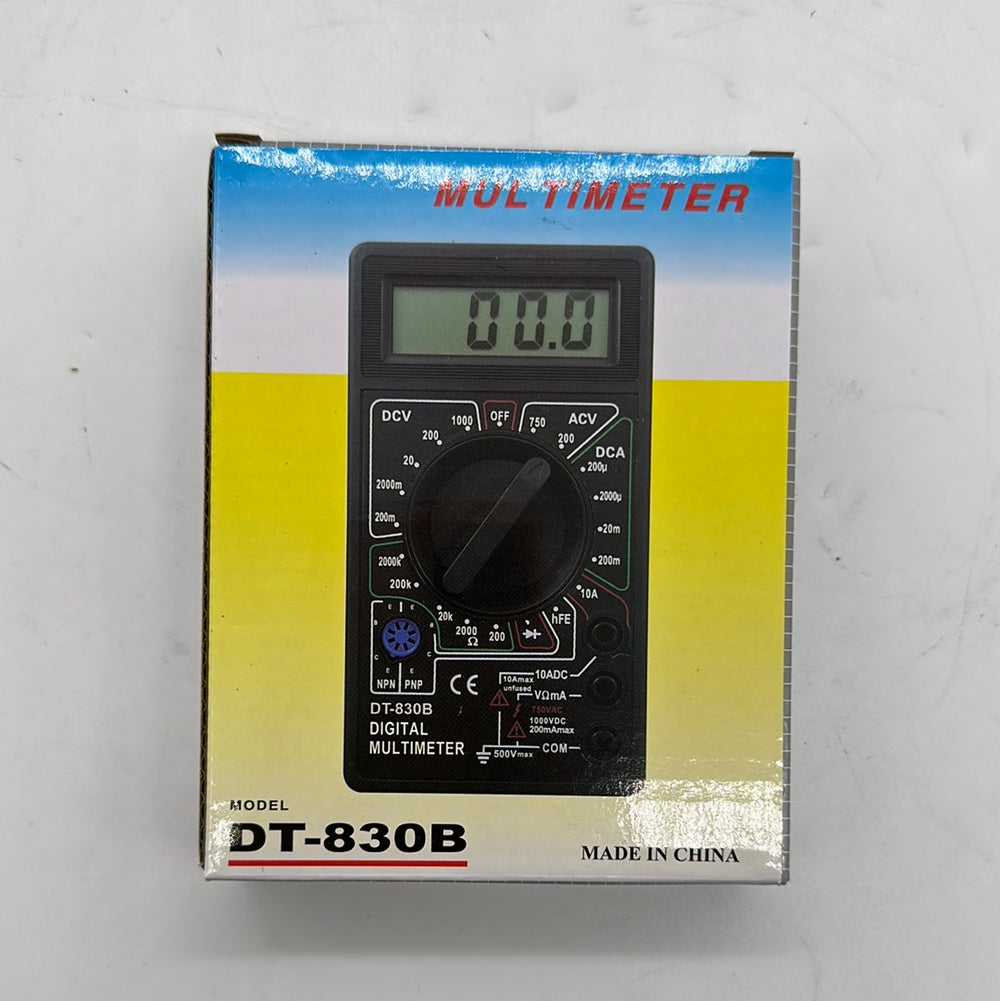 MULTIMETER
00.0
DCV 1000 OFF 750 ACV
200 200 DCA
20 200µ
2000m 2000µ
200m 20m
2000k 200m
200k 10A
20k 2000 Ω 200 hFE
E E
B B
C C
E E
NPN PNP
CE
10Amax unfused 10ADC
VΩmA
750VAC
1000VDC
200mAmax
500Vmax COM
DT-830B
DIGITAL
MULTIMETER
MODEL
DT-830B
MADE IN CHINA